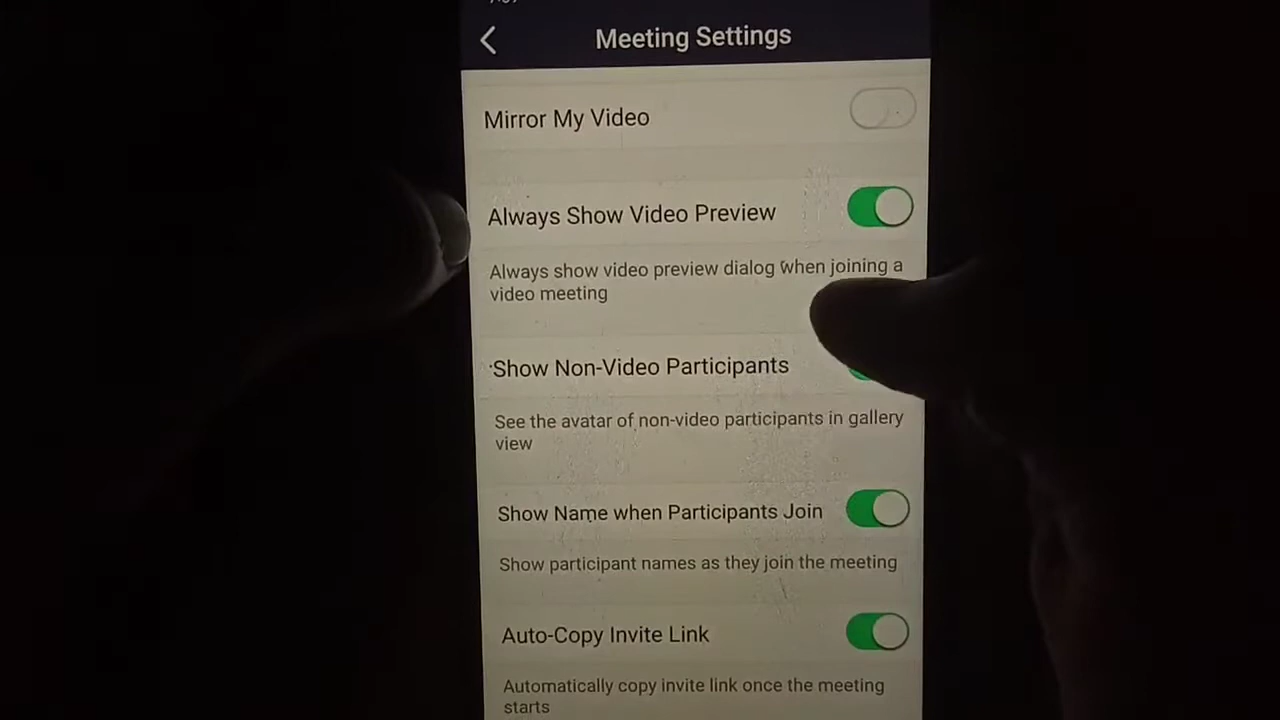 Meeting Settings
Mirror My Video
Always Show Video Preview
Always show video preview dialog when joining a
video meeting
Show Non-Video Participants
See the avatar of non-video participants in gallery
view
Show Name when Participants Join
Show participant names as they join the meeting
Auto-Copy Invite Link
Automatically copy invite link once the meeting
starts